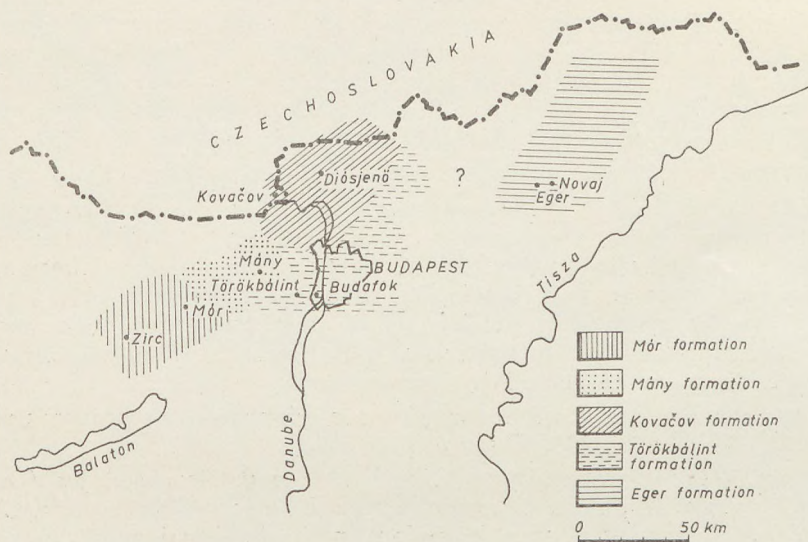 CZECHOSLOVAKIA
Kovačov
Diósjenö
?
Novaj
Eger
Mány
BUDAPEST
Törökbálint
Budafok
Mór
Zirc
Tisza
Danube
Balaton
Mór formation
Mány formation
Kovačov formation
Törökbálint
formation
Eger formation
0 50 km